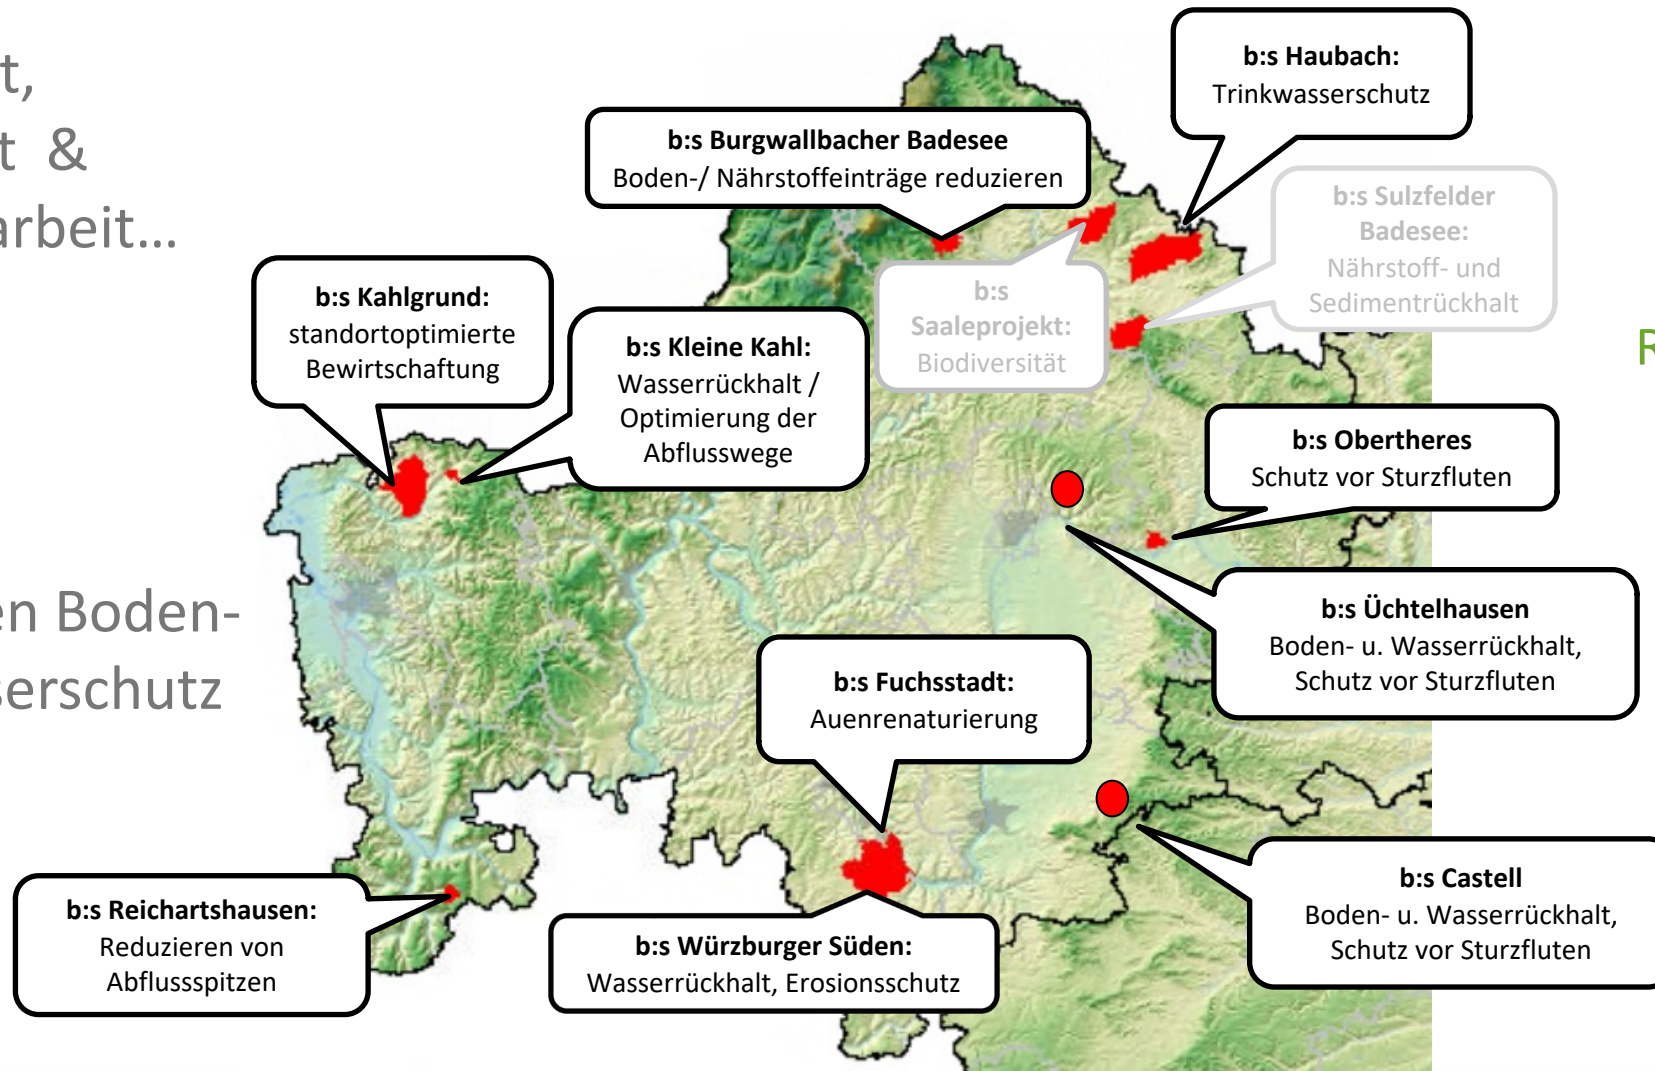 t,
t &
arbeit…
en Boden-
serschutz
b:s Haubach:
Trinkwasserschutz
b:s Burgwallbacher Badesee
Boden-/ Nährstoffeinträge reduzieren
b:s Sulzfelder
Badesee:
Nährstoff- und
Sedimentrückhalt
b:s
Saaleprojekt:
Biodiversität
b:s Kahlgrund:
standortoptimierte
Bewirtschaftung
b:s Kleine Kahl:
Wasserrückhalt /
Optimierung der
Abflusswege
R
b:s Obertheres
Schutz vor Sturzfluten
b:s Üchtelhausen
Boden- u. Wasserrückhalt,
Schutz vor Sturzfluten
b:s Fuchsstadt:
Auenrenaturierung
b:s Castell
Boden- u. Wasserrückhalt,
Schutz vor Sturzfluten
b:s Reichartshausen:
Reduzieren von
Abflussspitzen
b:s Würzburger Süden:
Wasserrückhalt, Erosionsschutz